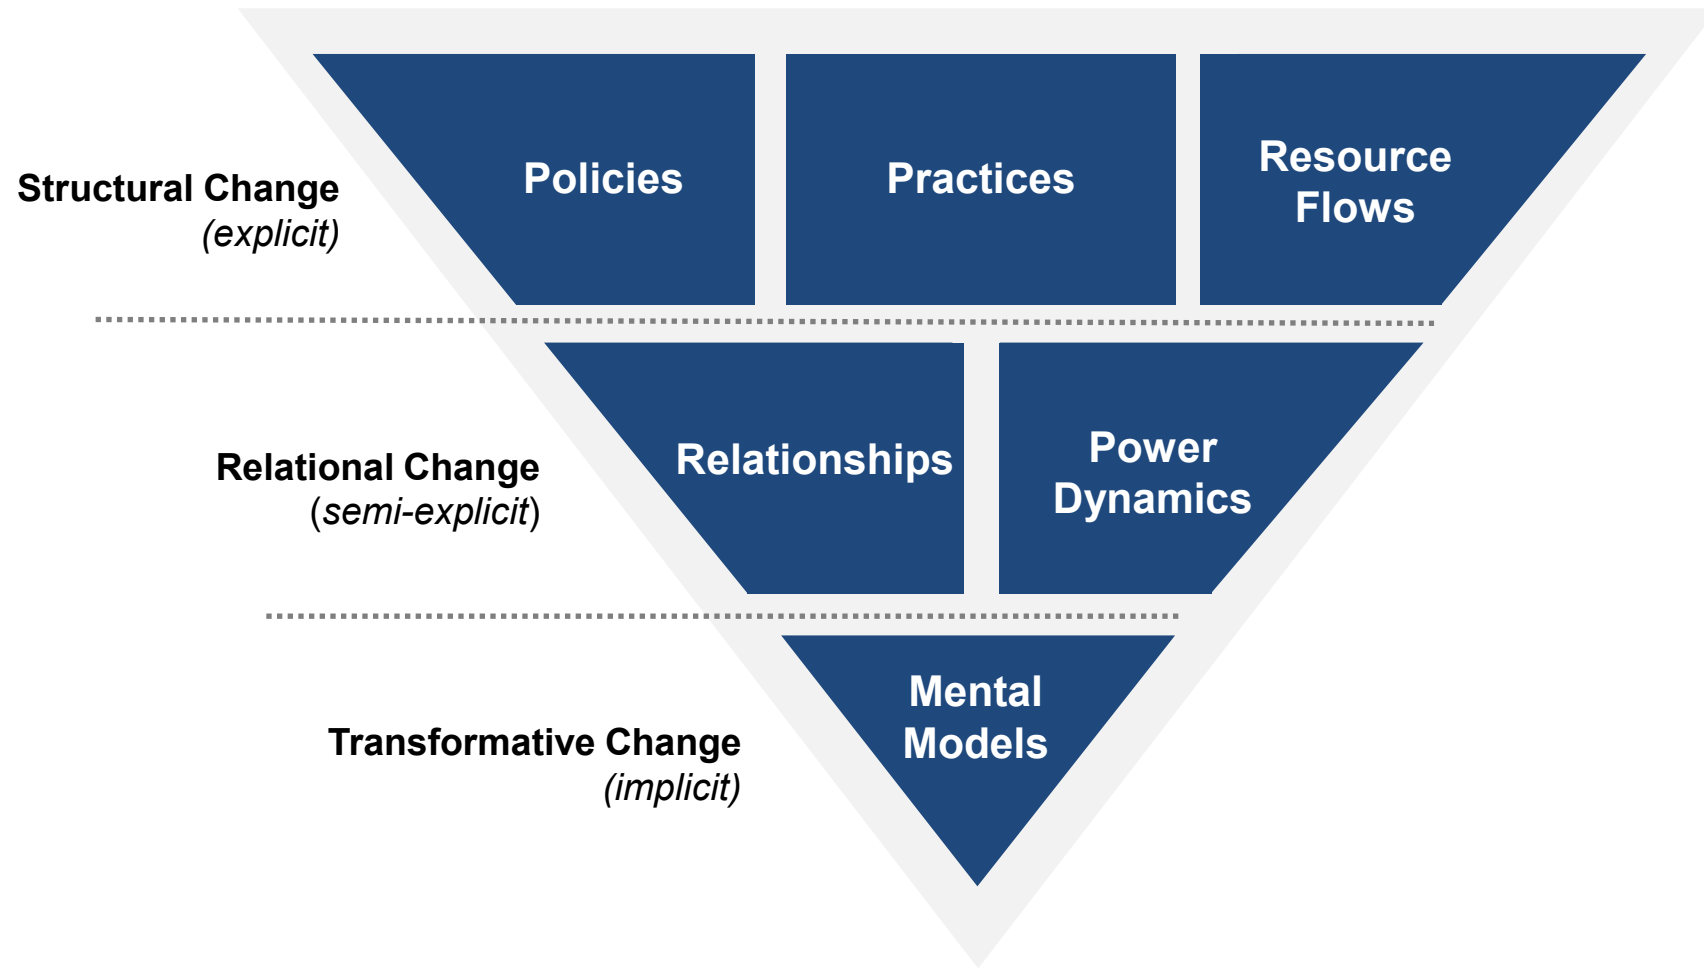 Structural Change
(explicit)
Policies
Practices
Resource
Flows
Relational Change
(semi-explicit)
Relationships
Power
Dynamics
Transformative Change
(implicit)
Mental
Models